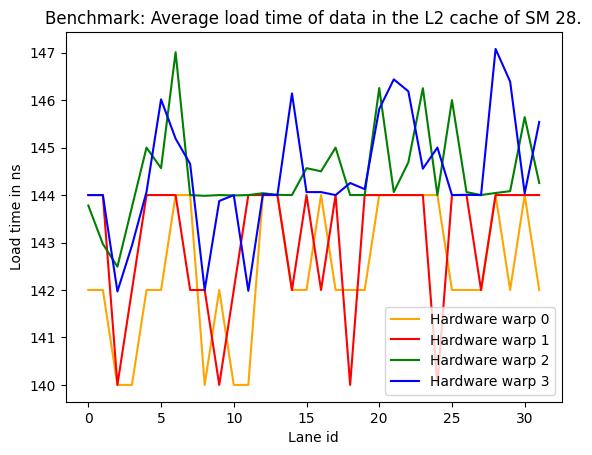 Benchmark: Average load time of data in the L2 cache of SM 28.
Load time in ns
147
146
145
144
143
142
141
140
Hardware warp 0
Hardware warp 1
Hardware warp 2
Hardware warp 3
0 5 10 15 20 25 30
Lane id